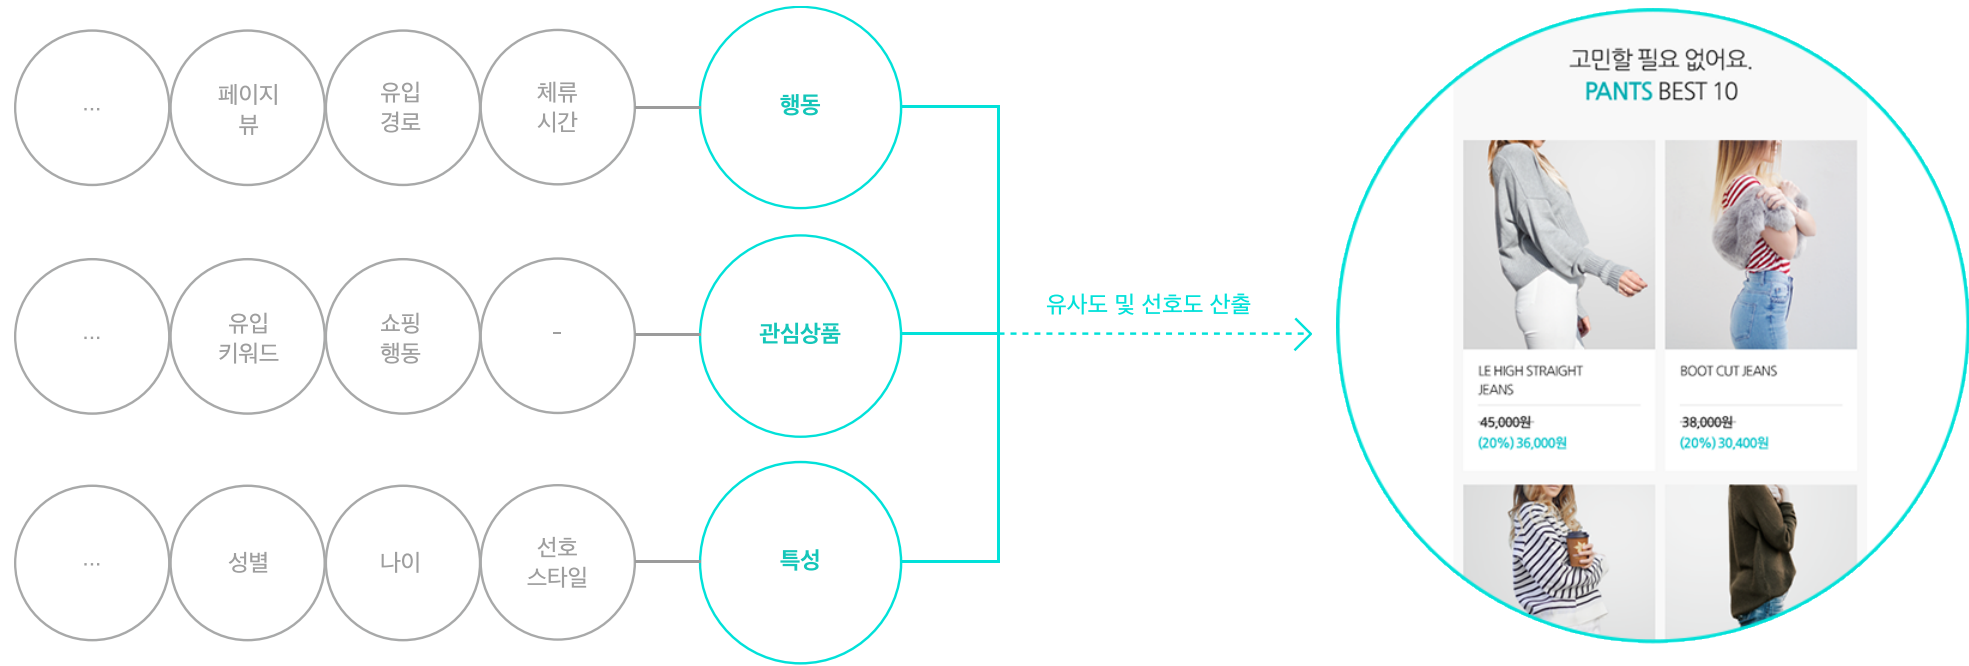 ...
페이지
뷰
유입
경로
체류
시간
행동
...
유입
키워드
쇼핑
행동
-
관심상품
...
성별
나이
선호
스타일
특성
유사도 및 선호도 산출
고민할 필요 없어요.
PANTS BEST 10
LE HIGH STRAIGHT
JEANS
45,000원
(20%) 36,000원
BOOT CUT JEANS
38,000원
(20%) 30,400원